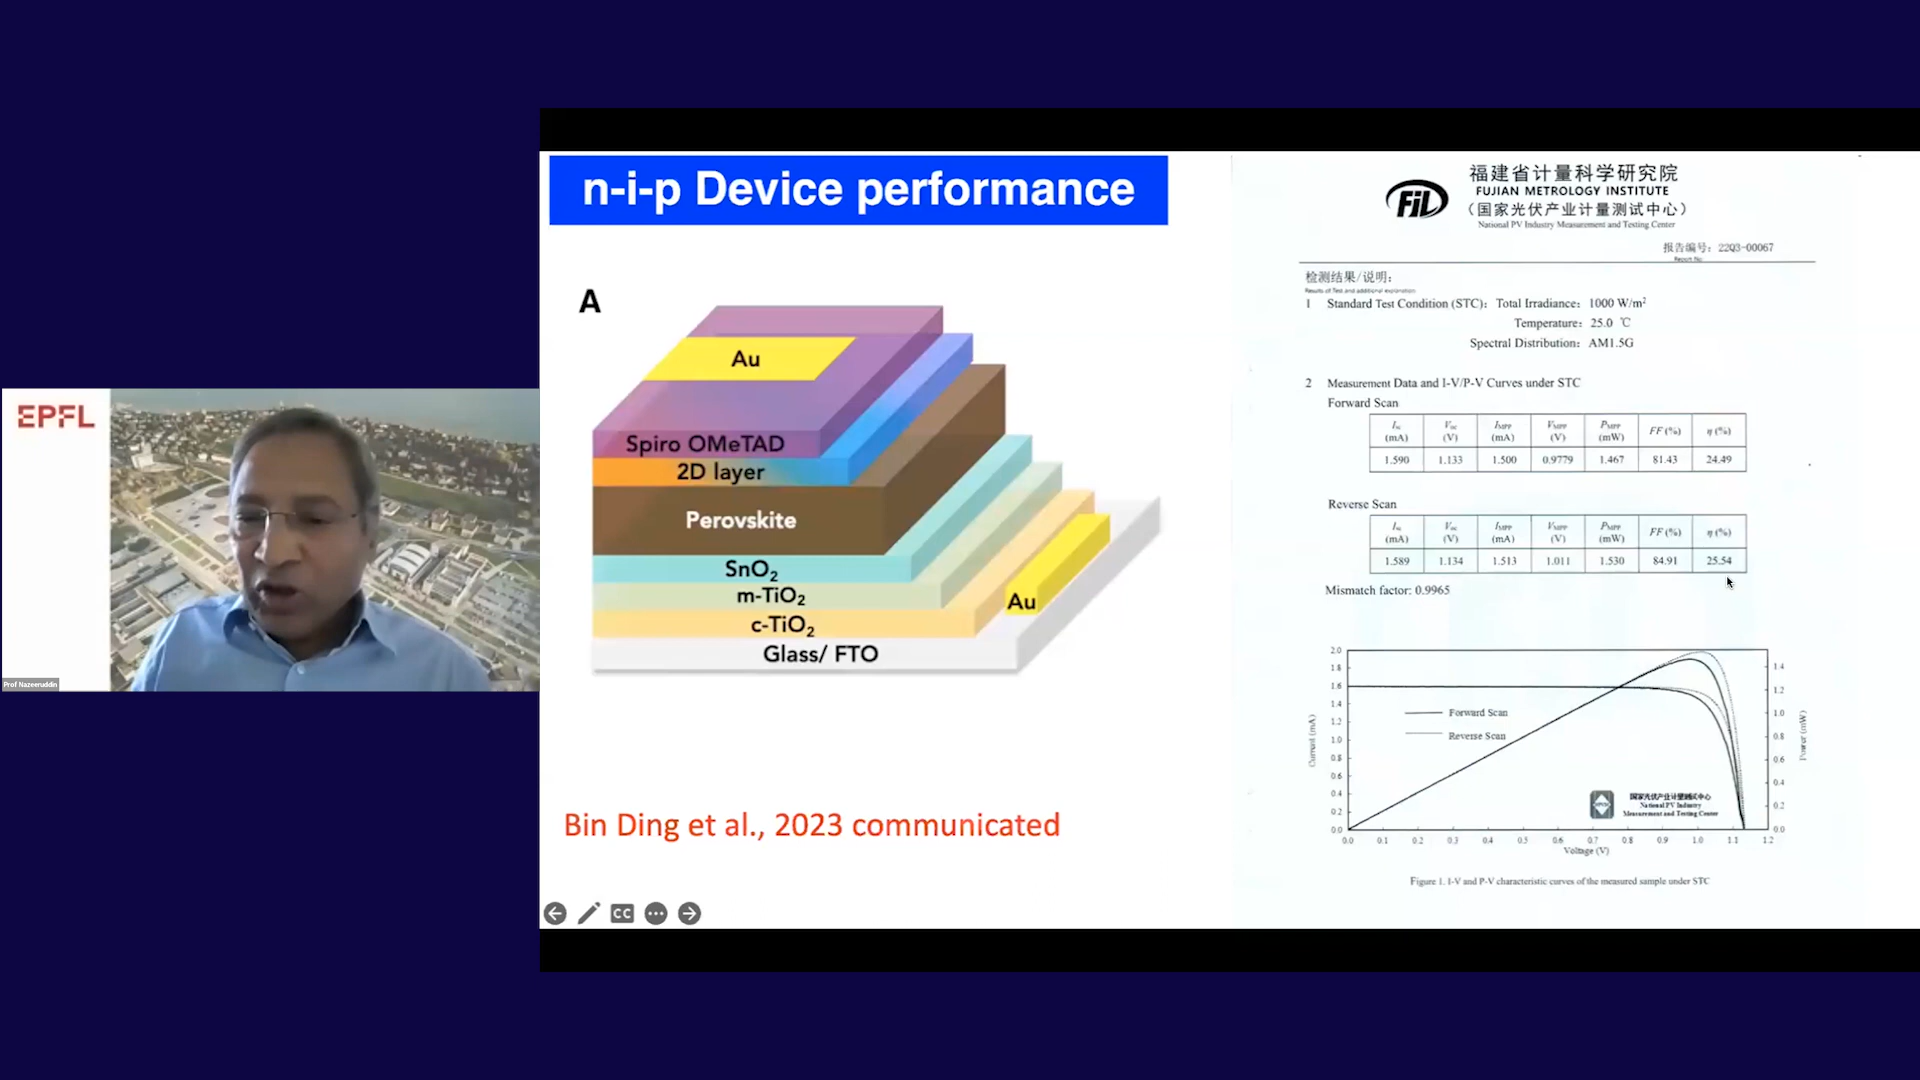 EPFL
Prof Nazeeruddin
n-i-p Device performance
A
Au
Spiro OMeTAD
2D layer
Perovskite
SnO2
m-TiO2
c-TiO2
Glass/ FTO
Au
Bin Ding et al., 2023 communicated
CC
FJL
福建省计量科学研究院
FUJIAN METROLOGY INSTITUTE
（国家光伏产业计量测试中心）
National PV Industry Measurement and Testing Center
报告编号：22Q3-00067
Report No.
检测结果/说明：
Results of Test and additional explanation
1 Standard Test Condition (STC): Total Irradiance: 1000 W/m²
Temperature: 25.0 ℃
Spectral Distribution: AM1.5G
2 Measurement Data and I-V/P-V Curves under STC
Forward Scan
Isc Voc IMPP VMPP PMPP FF (%) η (%)
(mA) (V) (mA) (V) (mW)
1.590 1.133 1.500 0.9779 1.467 81.43 24.49
Reverse Scan
Isc Voc IMPP VMPP PMPP FF (%) η (%)
(mA) (V) (mA) (V) (mW)
1.589 1.134 1.513 1.011 1.530 84.91 25.54
Mismatch factor: 0.9965
2.0
1.8
1.6
1.4
1.2
1.0
0.8
0.6
0.4
0.2
0.0
Current (mA)
Forward Scan
Reverse Scan
国家光伏产业计量测试中心
National PV Industry
Measurement and Testing Center
1.4
1.2
1.0
0.8
0.6
0.4
0.2
0.0
Power (mW)
0.0 0.1 0.2 0.3 0.4 0.5 0.6 0.7 0.8 0.9 1.0 1.1 1.2
Voltage (V)
Figure 1. I-V and P-V characteristic curves of the measured sample under STC